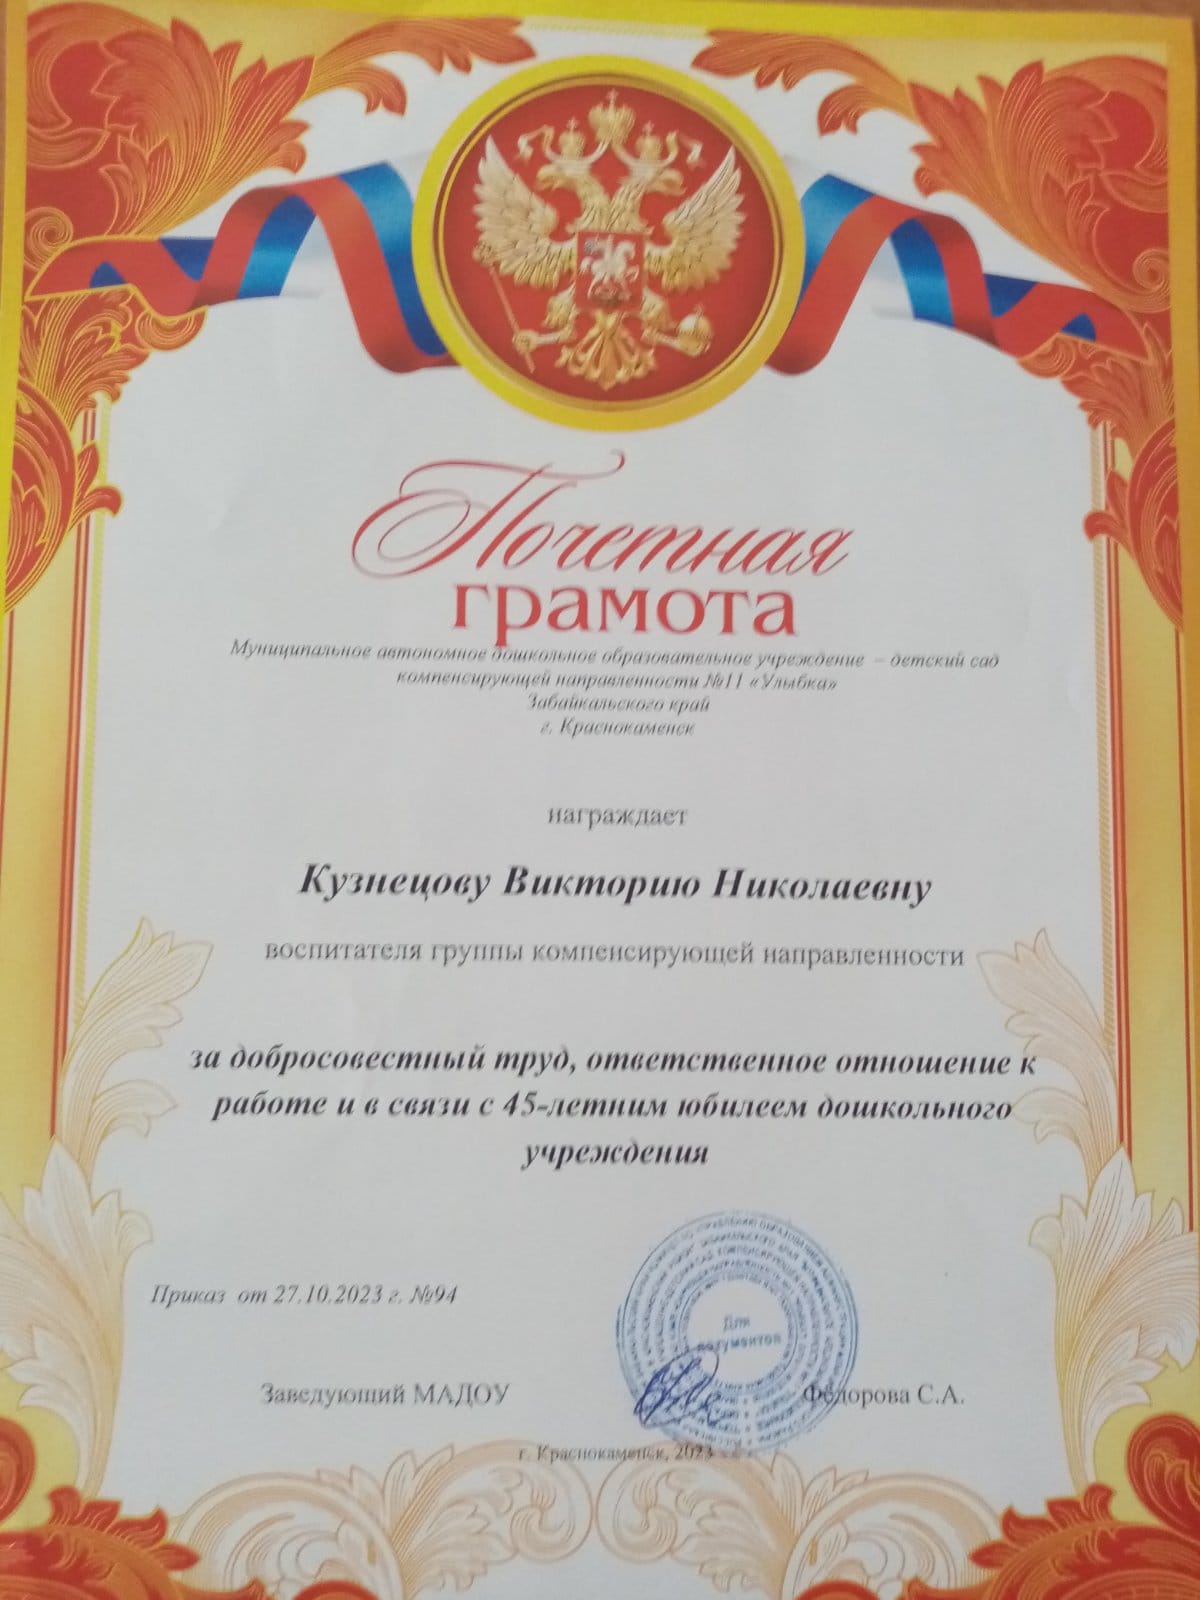 Почетная
грамота
Муниципальное автономное дошкольное образовательное учреждение – детский сад
компенсирующей направленности №11 «Улыбка»
Забайкальского край
г. Краснокаменск
награждает
Кузнецову Викторию Николаевну
воспитателя группы компенсирующей направленности
за добросовестный труд, ответственное отношение к
работе и в связи с 45-летним юбилеем дошкольного
учреждения
Приказ от 27.10.2023 г. №94
Для
документов
Заведующий МАДОУ Фёдорова С.А.
г. Краснокаменск, 2023